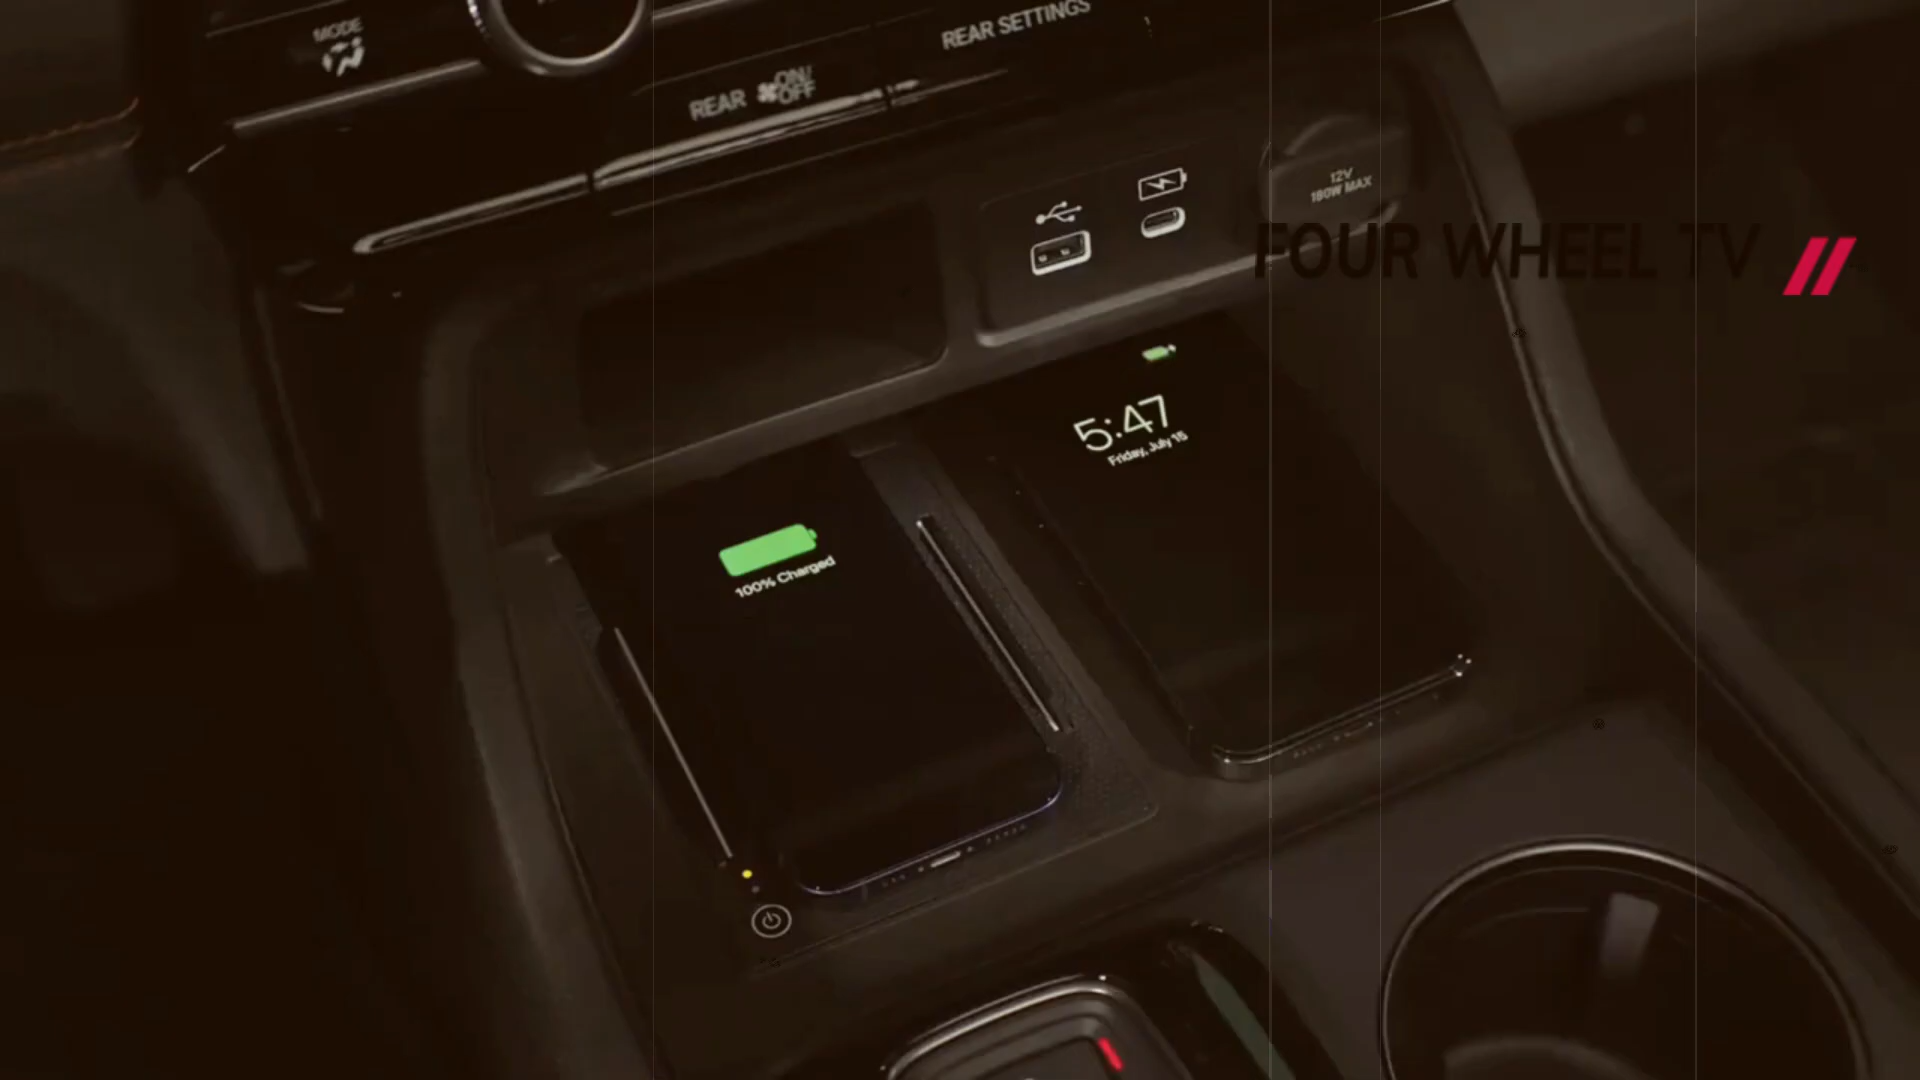 MODE
REAR ON/OFF
REAR SETTINGS
12V
180W MAX
FOUR WHEEL TV
5:47
Friday, July 15
100% Charged